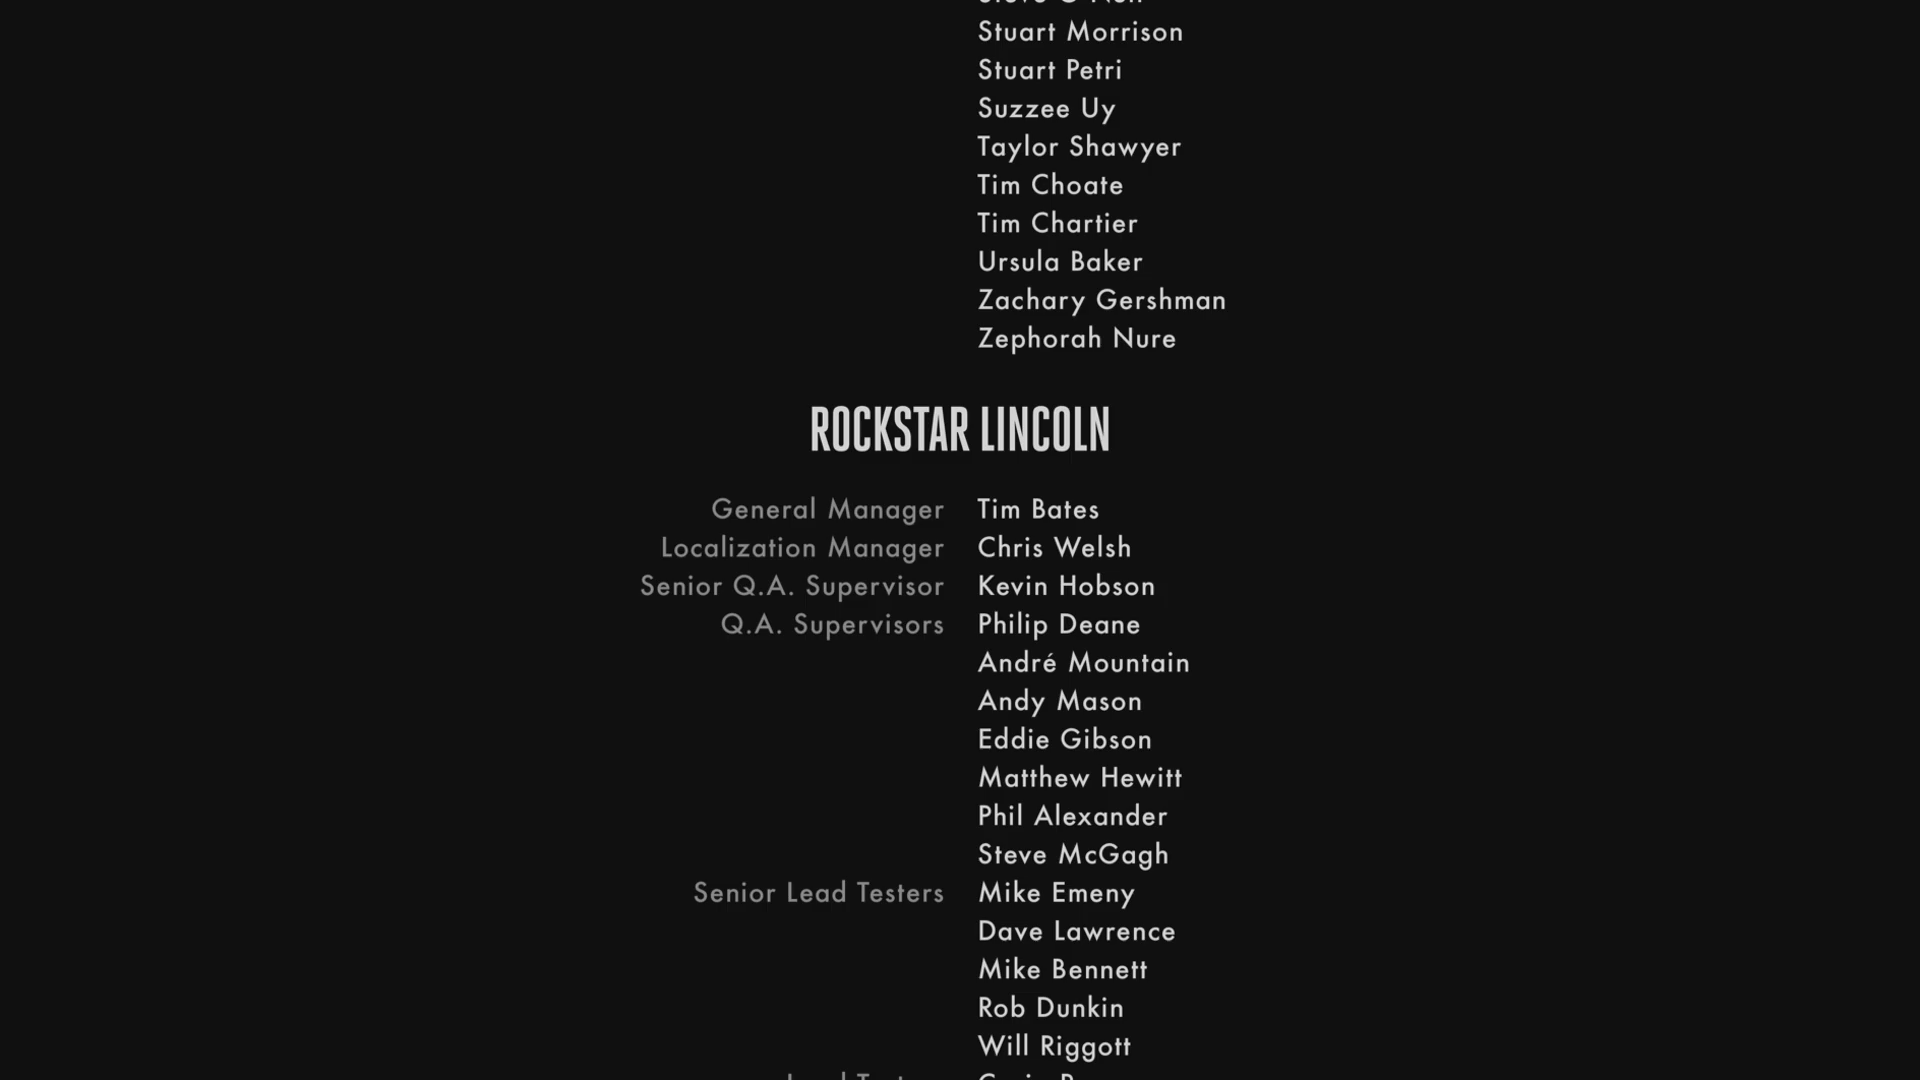 Stuart Morrison
Stuart Petri
Suzzee Uy
Taylor Shawyer
Tim Choate
Tim Chartier
Ursula Baker
Zachary Gershman
Zephorah Nure
ROCKSTAR LINCOLN
General Manager Tim Bates
Localization Manager Chris Welsh
Senior Q.A. Supervisor Kevin Hobson
Q.A. Supervisors Philip Deane
André Mountain
Andy Mason
Eddie Gibson
Matthew Hewitt
Phil Alexander
Steve McGagh
Senior Lead Testers Mike Emeny
Dave Lawrence
Mike Bennett
Rob Dunkin
Will Riggott